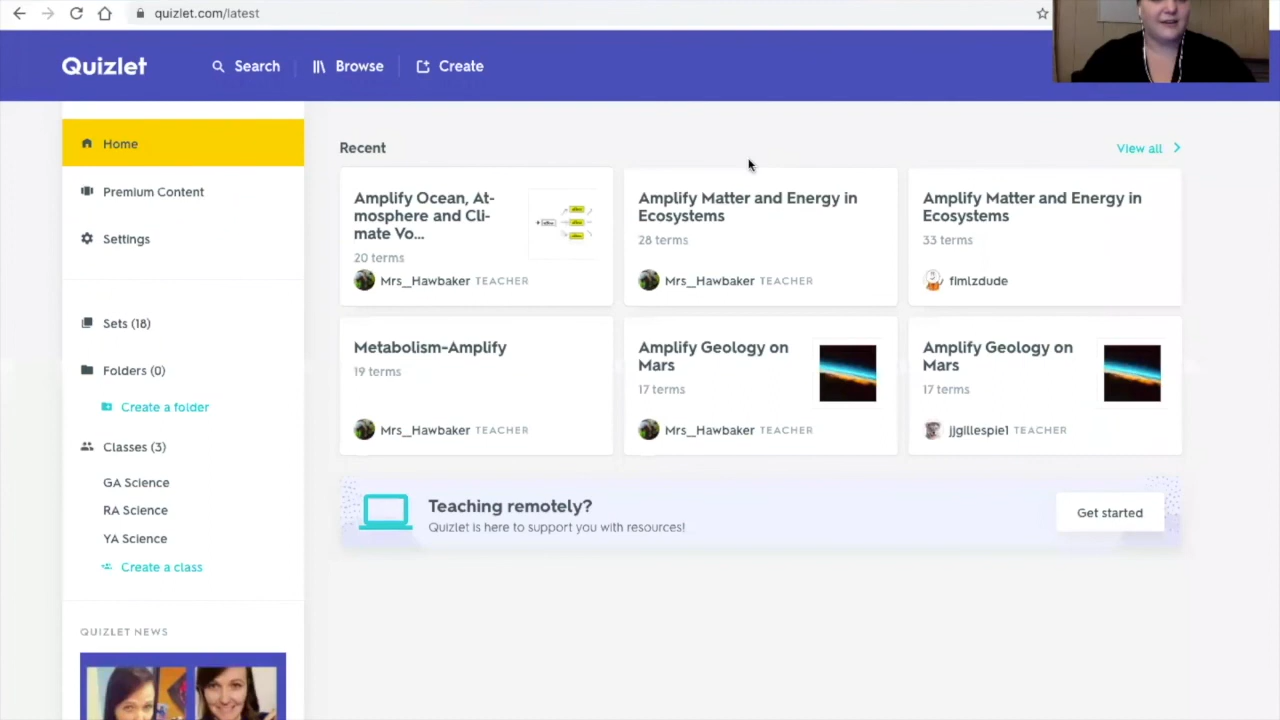 quizlet.com/latest
Quizlet
Search
Browse
Create
Home
Premium Content
Settings
Sets (18)
Folders (0)
Create a folder
Classes (3)
GA Science
RA Science
YA Science
Create a class
QUIZLET NEWS
Recent
View all
Amplify Ocean, At-
mosphere and Cli-
mate Vo...
20 terms
Mrs__Hawbaker TEACHER
Amplify Matter and Energy in
Ecosystems
28 terms
Mrs__Hawbaker TEACHER
Amplify Matter and Energy in
Ecosystems
33 terms
fimlzdude
Metabolism-Amplify
19 terms
Mrs__Hawbaker TEACHER
Amplify Geology on
Mars
17 terms
Mrs__Hawbaker TEACHER
Amplify Geology on
Mars
17 terms
jjgillespie1 TEACHER
Teaching remotely?
Quizlet is here to support you with resources!
Get started